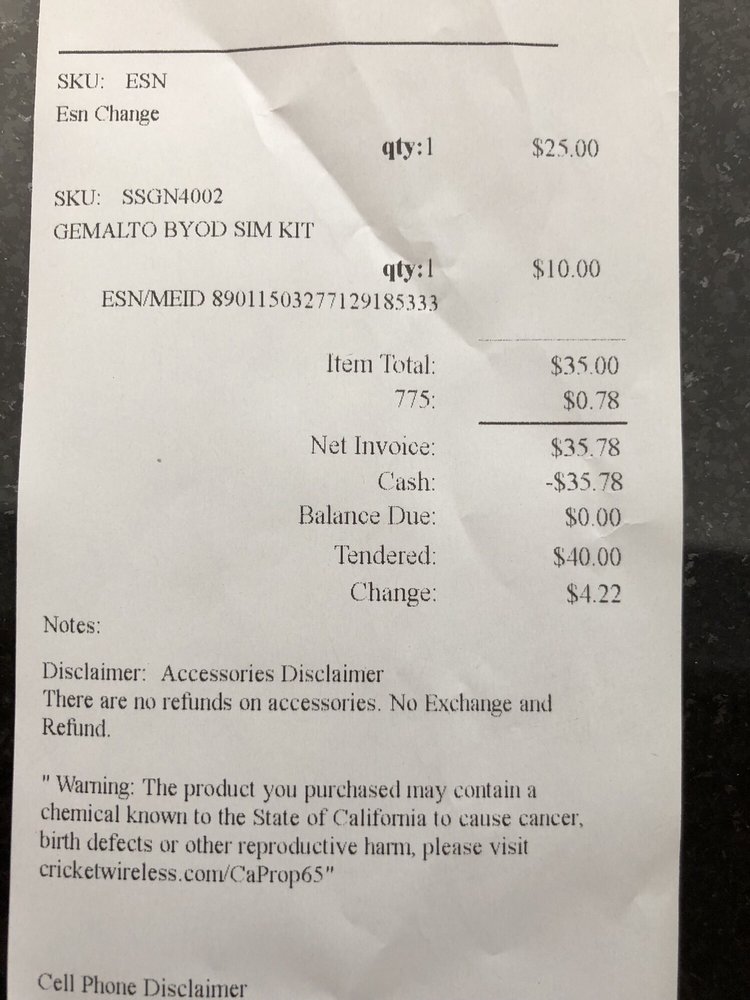 SKU: ESN
Esn Change
qty:1 $25.00
SKU: SSGN4002
GEMALTO BYOD SIM KIT
qty:1 $10.00
ESN/MEID 89011503277129185333
Item Total: $35.00
775: $0.78
Net Invoice: $35.78
Cash: -$35.78
Balance Due: $0.00
Tendered: $40.00
Change: $4.22
Notes:
Disclaimer: Accessories Disclaimer
There are no refunds on accessories. No Exchange and
Refund.
" Warning: The product you purchased may contain a
chemical known to the State of California to cause cancer,
birth defects or other reproductive harm, please visit
cricketwireless.com/CaProp65"
Cell Phone Disclaimer